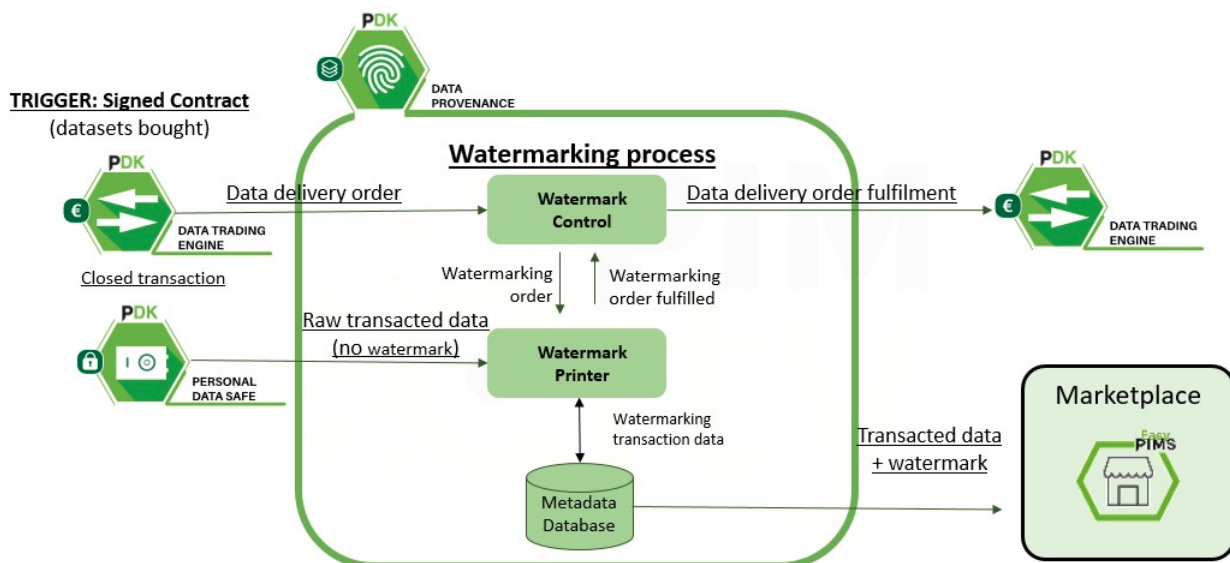 PDK
DATA
PROVENANCE
TRIGGER: Signed Contract
(datasets bought)
PDK
€
DATA TRADING
ENGINE
Closed transaction
Data delivery order
Watermarking process
Watermark
Control
Data delivery order fulfilment
PDK
€
DATA TRADING
ENGINE
Watermarking
order
Watermarking
order fulfilled
PDK
PERSONAL
DATA SAFE
Raw transacted data
(no watermark)
Watermark
Printer
Watermarking
transaction data
Metadata
Database
Transacted data
+ watermark
Marketplace
Easy
PIMS